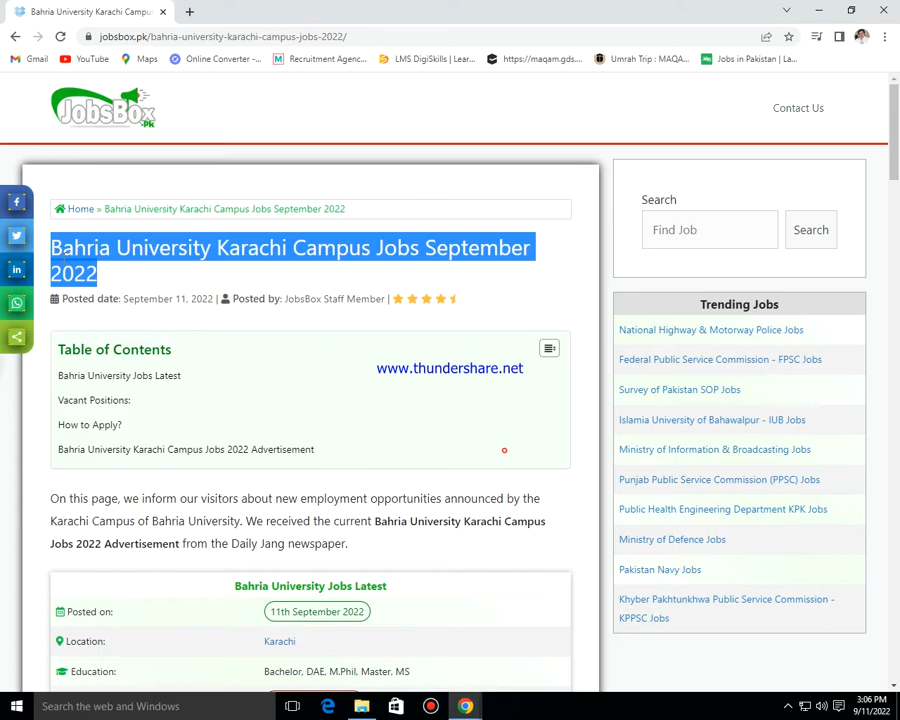 Bahria University Karachi Campu
jobsbox.pk/bahria-university-karachi-campus-jobs-2022/
Gmail YouTube Maps Online Converter -... Recruitment Agenc... LMS DigiSkills | Lear... https://maqam.gds.... Umrah Trip : MAQA... Jobs in Pakistan | La...
JobsBox.Pk
Contact Us
Home » Bahria University Karachi Campus Jobs September 2022
Bahria University Karachi Campus Jobs September
2022
Posted date: September 11, 2022 | Posted by: JobsBox Staff Member |
Table of Contents
www.thundershare.net
Bahria University Jobs Latest
Vacant Positions:
How to Apply?
Bahria University Karachi Campus Jobs 2022 Advertisement
On this page, we inform our visitors about new employment opportunities announced by the
Karachi Campus of Bahria University. We received the current Bahria University Karachi Campus
Jobs 2022 Advertisement from the Daily Jang newspaper.
Bahria University Jobs Latest
Posted on: 11th September 2022
Location: Karachi
Education: Bachelor, DAE, M.Phil, Master, MS
Search
Find Job Search
Trending Jobs
National Highway & Motorway Police Jobs
Federal Public Service Commission - FPSC Jobs
Survey of Pakistan SOP Jobs
Islamia University of Bahawalpur - IUB Jobs
Ministry of Information & Broadcasting Jobs
Punjab Public Service Commission (PPSC) Jobs
Public Health Engineering Department KPK Jobs
Ministry of Defence Jobs
Pakistan Navy Jobs
Khyber Pakhtunkhwa Public Service Commission -
KPPSC Jobs
Search the web and Windows
3:06 PM
9/11/2022